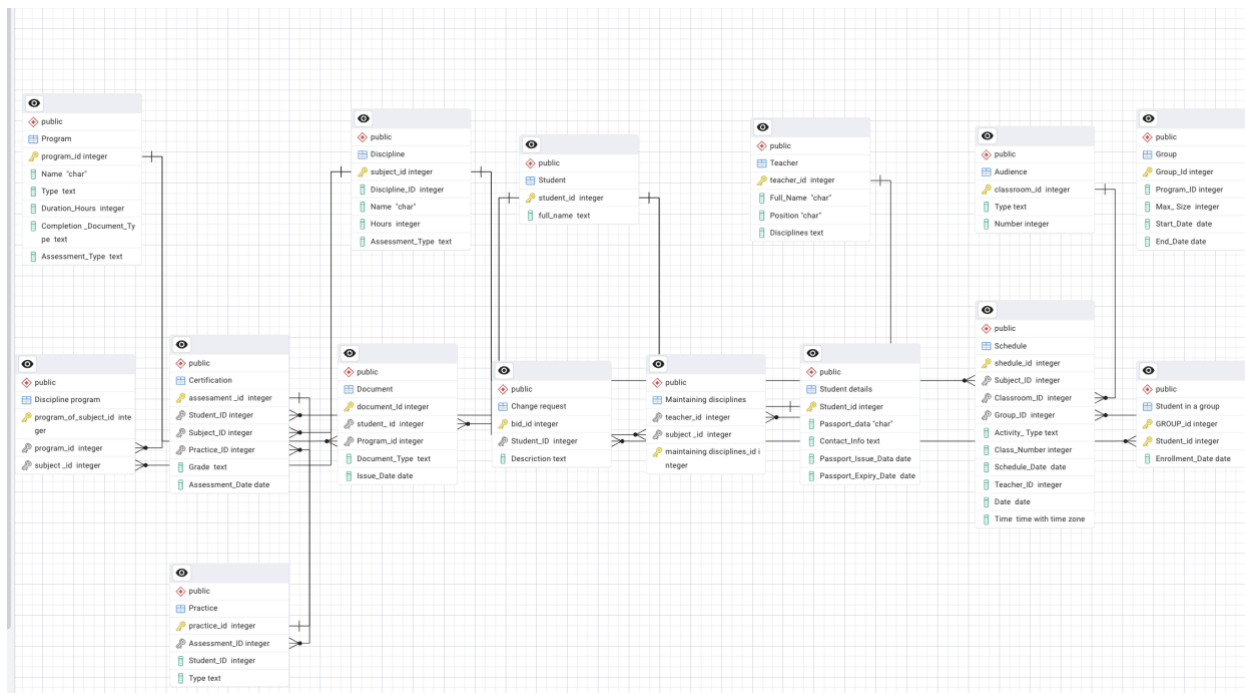 public
Program
program_id integer
Name "char"
Type text
Duration_Hours integer
Completion _Document_Ty
pe text
Assessment_Type text
public
Discipline
subject_id integer
Discipline_ID integer
Name "char"
Hours integer
Assessment_Type text
public
Student
student_id integer
full_name text
public
Teacher
teacher_id integer
Full_Name "char"
Position "char"
Disciplines text
public
Audience
classroom_id integer
Type text
Number integer
public
Group
Group_Id integer
Program_ID integer
Max_ Size integer
Start_Date date
End_Date date
public
Discipline program
program_of_subject_id inte
ger
program_id integer
subject _id integer
public
Certification
assesament _id integer
Student_ID integer
Subject_ID integer
Practice_ID integer
Grade text
Assessment_Date date
public
Document
document_Id integer
student_ id integer
Program_id integer
Document_Type text
Issue_Date date
public
Change request
bid_id integer
Student_ID integer
Descriction text
public
Maintaining disciplines
teacher_id integer
subject _id integer
maintaining disciplines_id i
nteger
public
Student details
Student_id integer
Passport_data "char"
Contact_Info text
Passport_Issue_Data date
Passport_Expiry_Date date
public
Schedule
shedule_id integer
Subject_ID integer
Classroom_ID integer
Group_ID integer
Activity_Type text
Class_Number integer
Schedule_Date date
Teacher_ID integer
Date date
Time time with time zone
public
Student in a group
GROUP_id integer
Student_id integer
Enrollment_Date date
public
Practice
practice_id integer
Assessment_ID integer
Student_ID integer
Type text